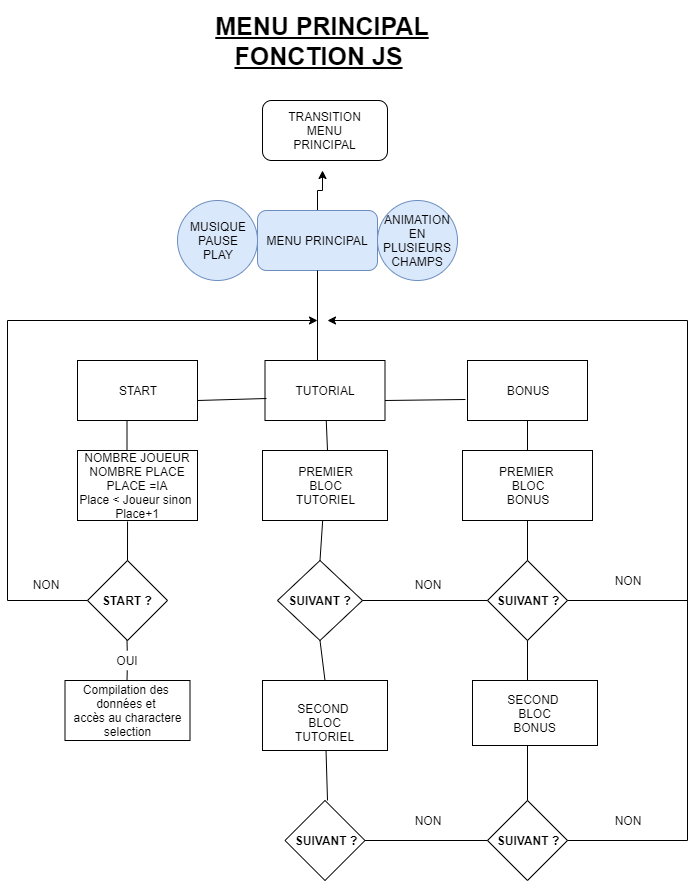 MENU PRINCIPAL
FONCTION JS
TRANSITION
MENU
PRINCIPAL
MUSIQUE
PAUSE
PLAY
MENU PRINCIPAL
ANIMATION
EN
PLUSIEURS
CHAMPS
START
TUTORIAL
BONUS
NOMBRE JOUEUR
NOMBRE PLACE
PLACE =IA
Place < Joueur sinon
Place+1
PREMIER
BLOC
TUTORIEL
PREMIER
BLOC
BONUS
NON
START ?
SUIVANT ?
NON
SUIVANT ?
NON
OUI
Compilation des
données et
accès au charactere
selection
SECOND
BLOC
TUTORIEL
SECOND
BLOC
BONUS
SUIVANT ?
NON
SUIVANT ?
NON